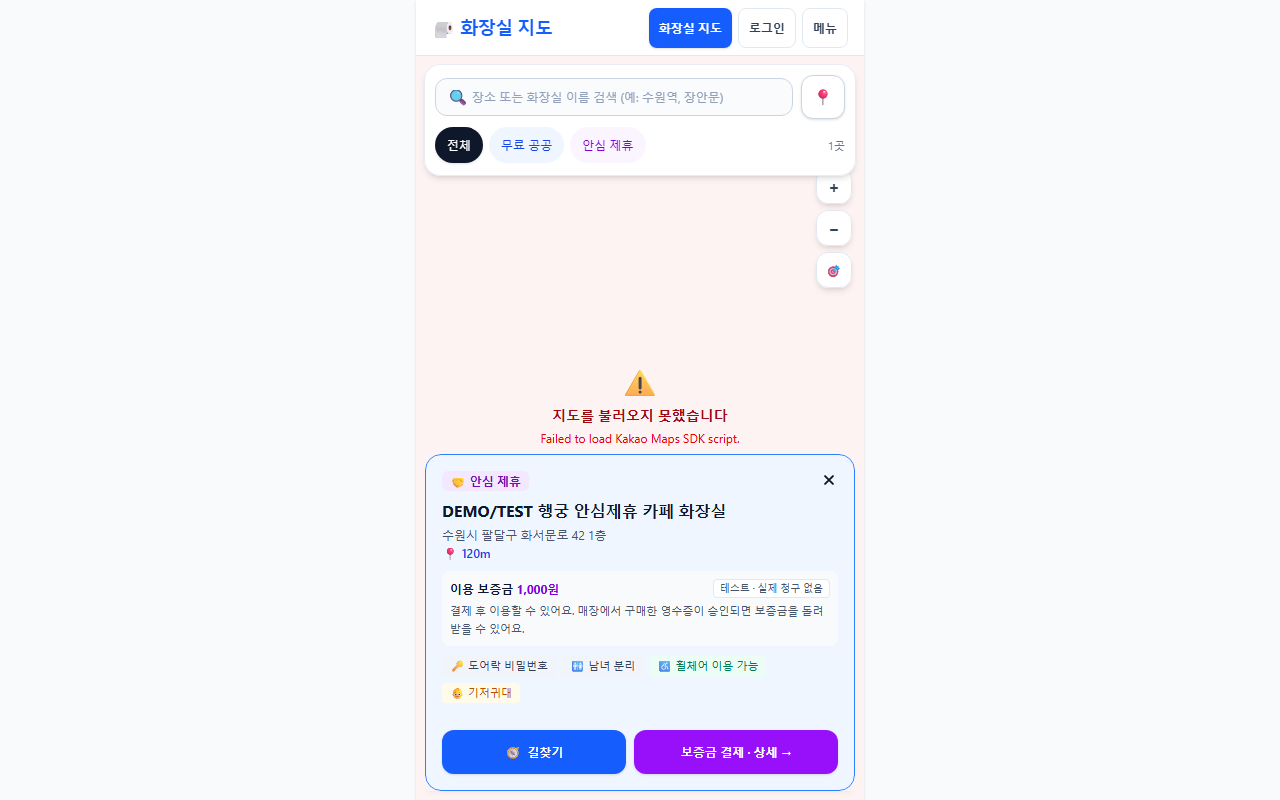 화장실 지도
화장실 지도
로그인
메뉴
장소 또는 화장실 이름 검색 (예: 수원역, 장안문)
전체
무료 공공
안심 제휴
1곳
+
−
지도를 불러오지 못했습니다
Failed to load Kakao Maps SDK script.
안심 제휴
✕
DEMO/TEST 행궁 안심제휴 카페 화장실
수원시 팔달구 화서문로 42 1층
120m
이용 보증금 1,000원
테스트 · 실제 청구 없음
결제 후 이용할 수 있어요. 매장에서 구매한 영수증이 승인되면 보증금을 돌려
받을 수 있어요.
도어락 비밀번호
남녀 분리
휠체어 이용 가능
기저귀대
길찾기
보증금 결제 · 상세 →